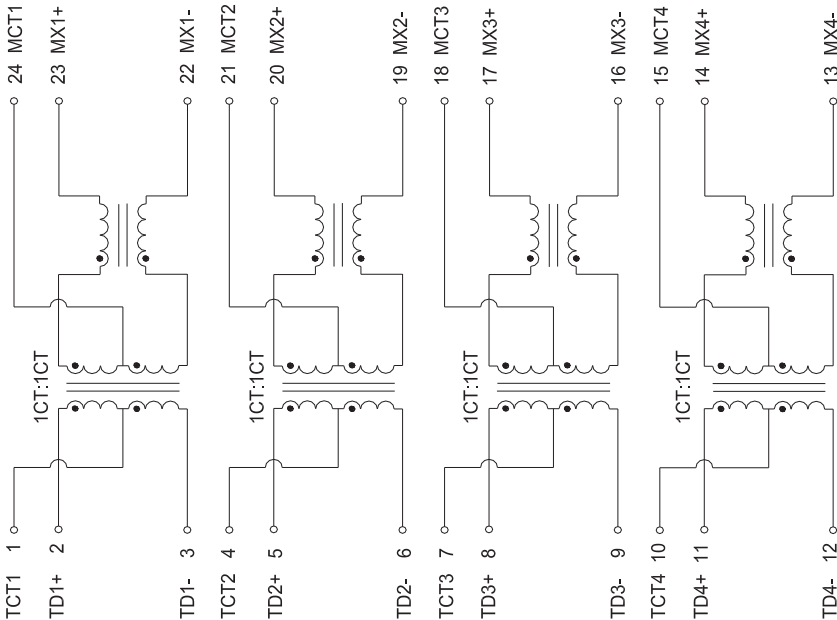 24 MCT1
23 MX1+
22 MX1-
21 MCT2
20 MX2+
19 MX2-
18 MCT3
17 MX3+
16 MX3-
15 MCT4
14 MX4+
13 MX4-
1CT:1CT
1CT:1CT
1CT:1CT
1CT:1CT
TCT1 1
TD1+ 2
TD1- 3
TCT2 4
TD2+ 5
TD2- 6
TCT3 7
TD3+ 8
TD3- 9
TCT4 10
TD4+ 11
TD4- 12